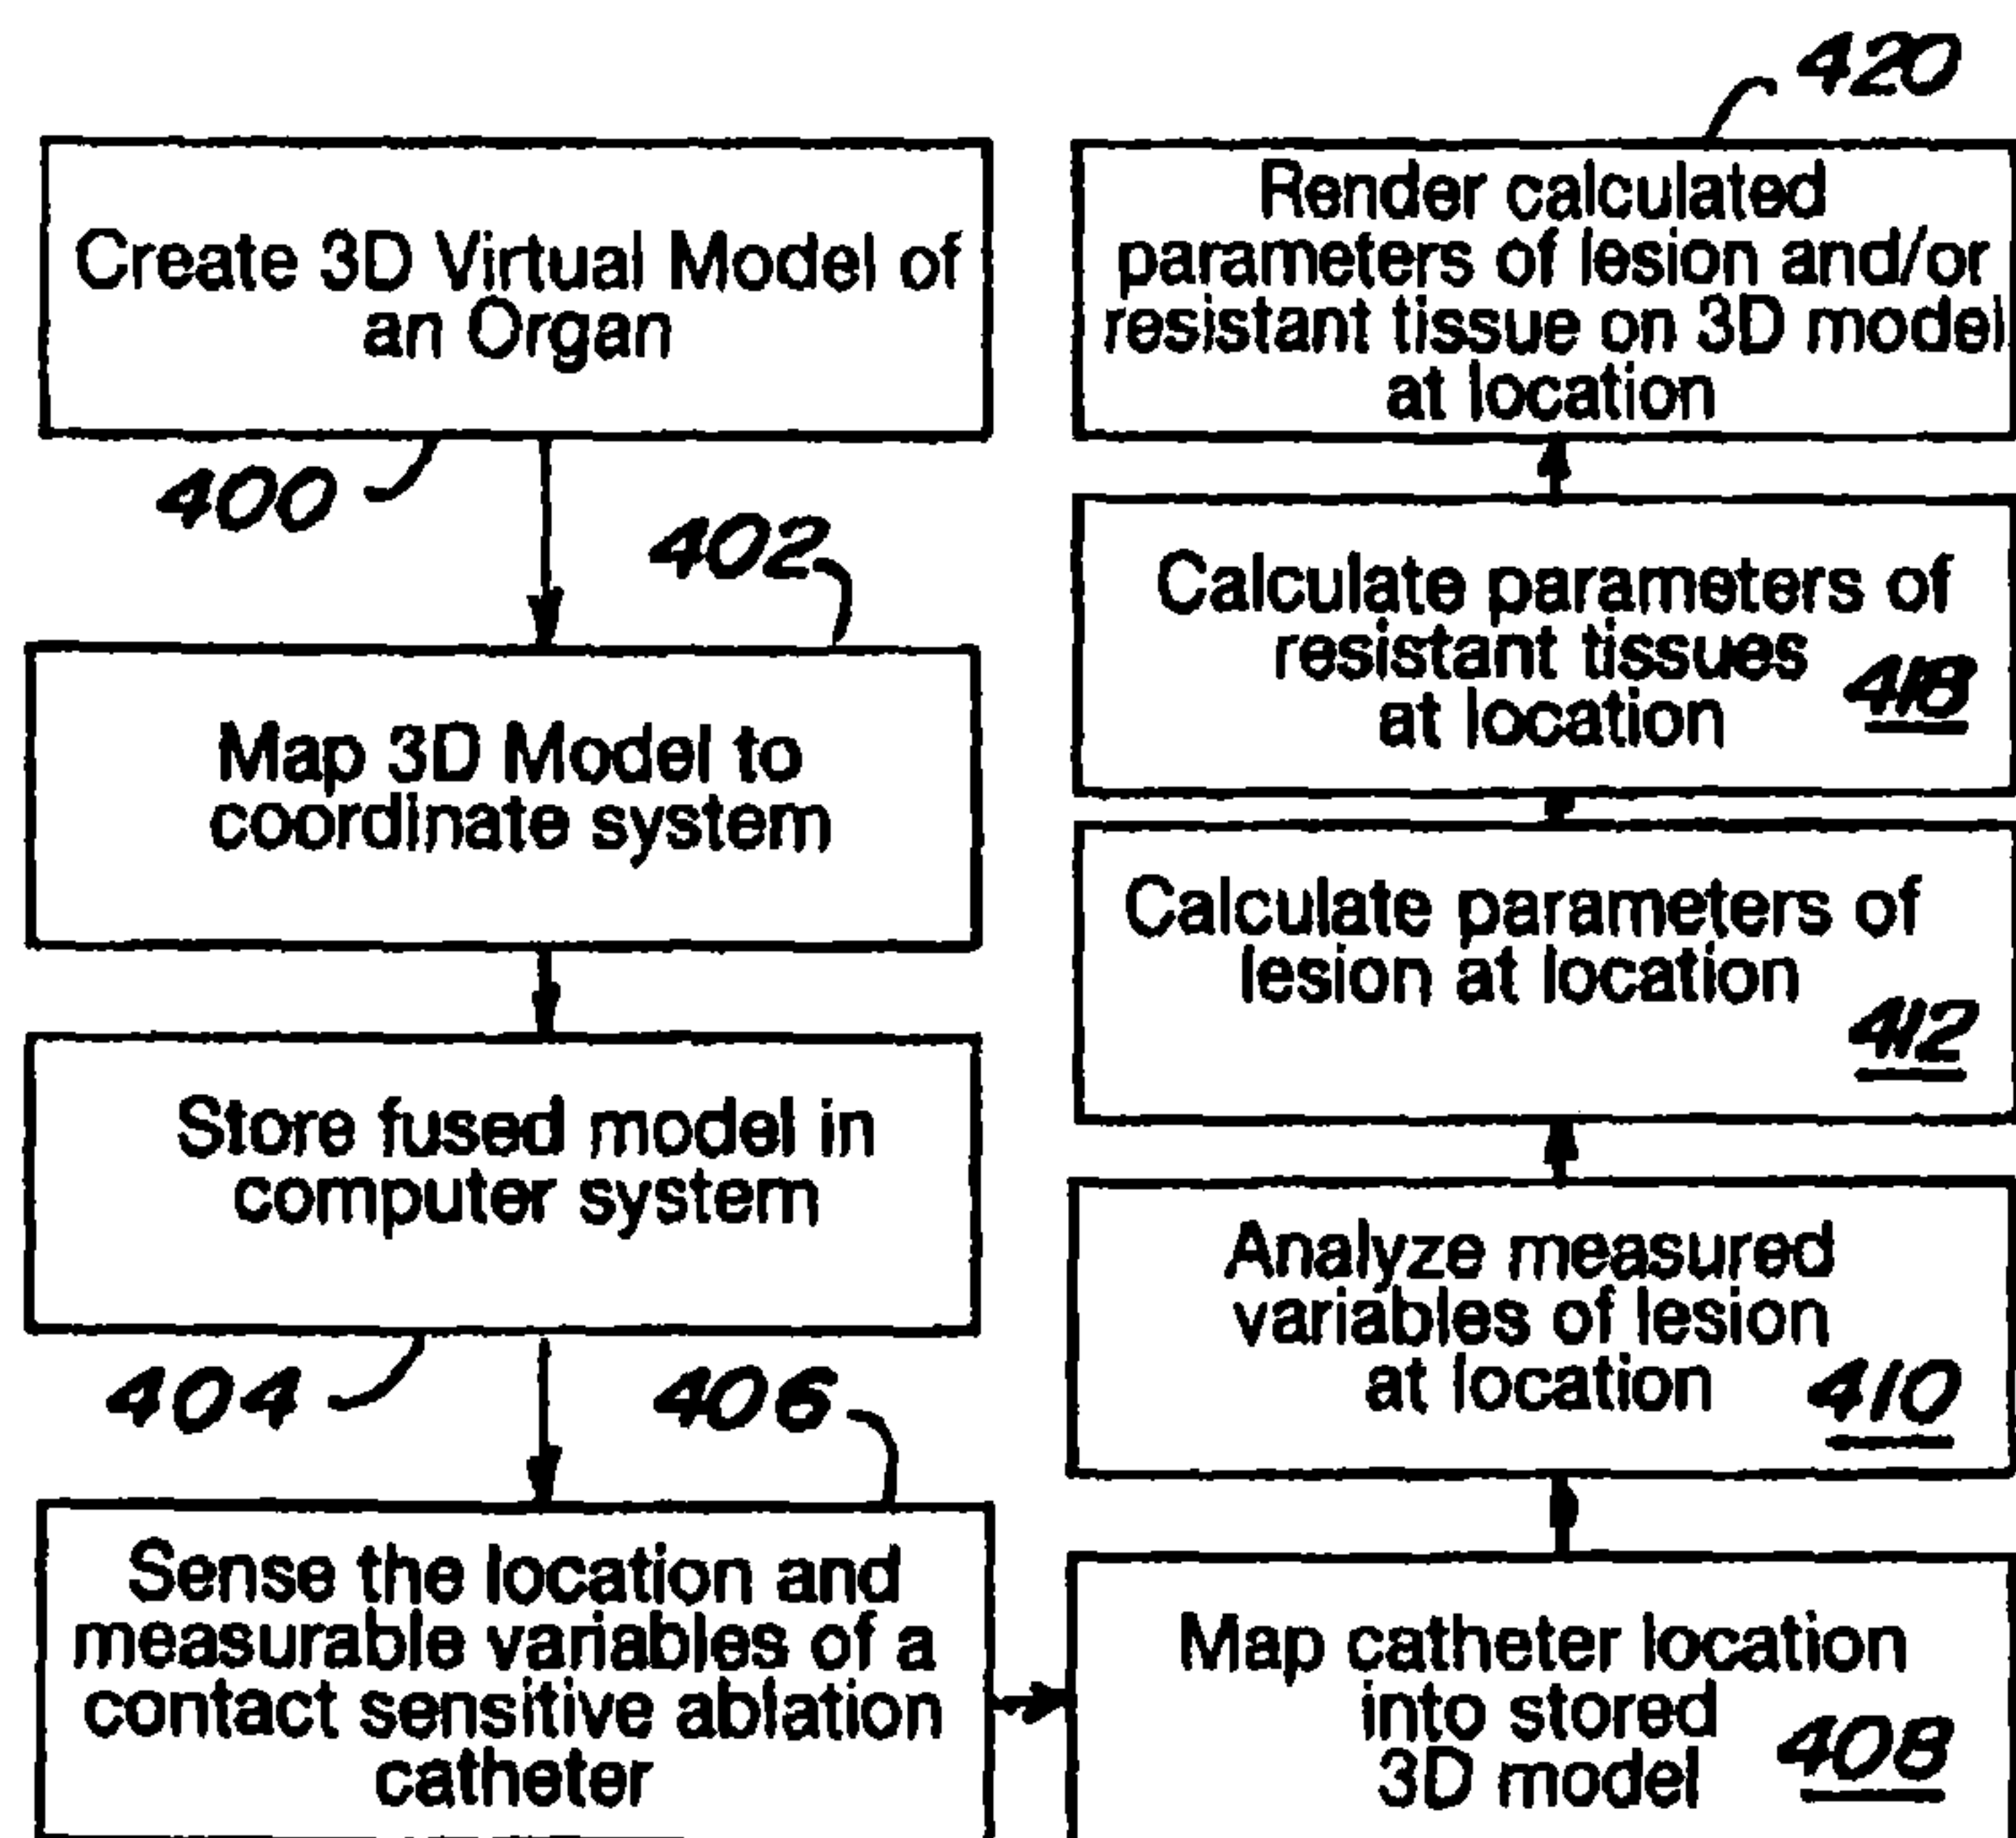 Create 3D Virtual Model of
an Organ
400
402
Map 3D Model to
coordinate system
Store fused model in
computer system
404
406
Sense the location and
measurable variables of a
contact sensitive ablation
catheter
420
Render calculated
parameters of lesion and/or
resistant tissue on 3D model
at location
Calculate parameters of
resistant tissues
at location
418
Calculate parameters of
lesion at location
412
Analyze measured
variables of lesion
at location
410
Map catheter location
into stored
3D model
408